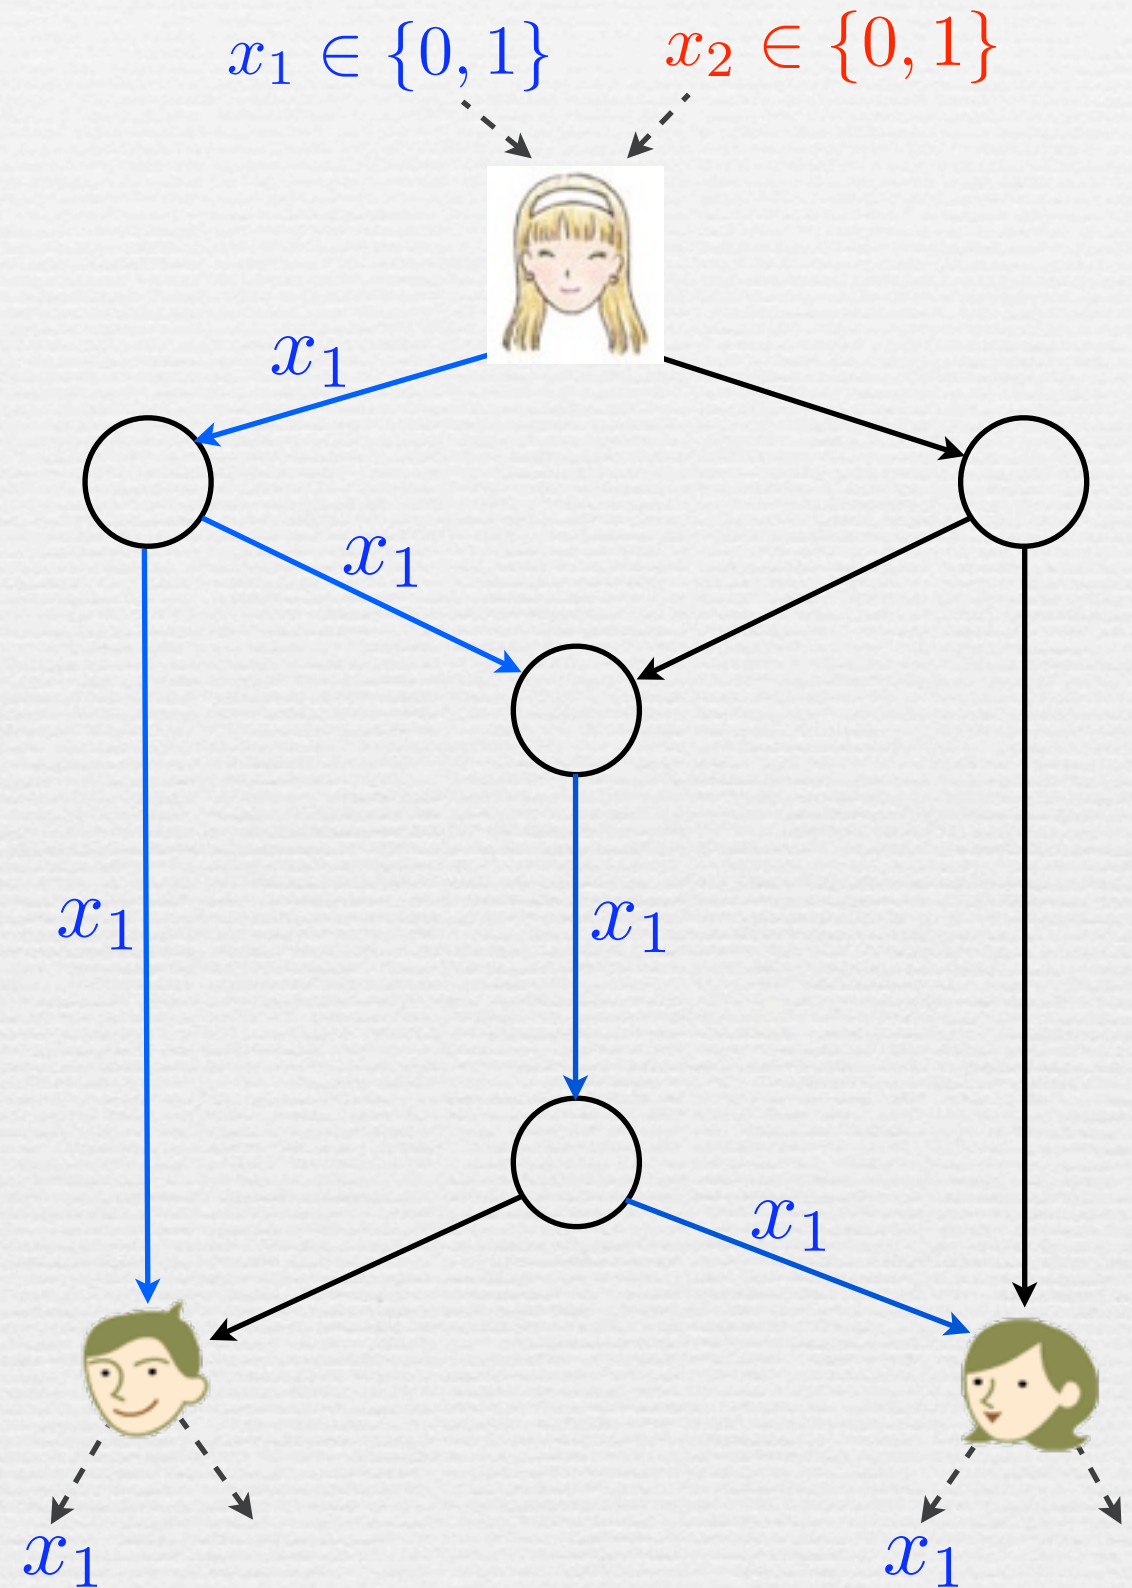 x₁ ∈ {0, 1} x₂ ∈ {0, 1}
x₁
x₁
x₁ x₁
x₁
x₁ x₁